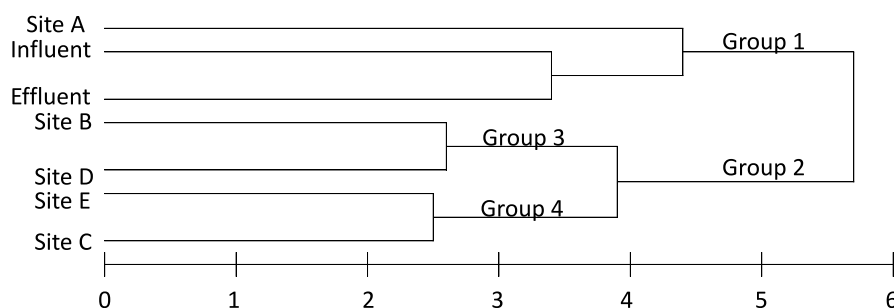 Site A
Influent
Group 1
Effluent
Site B
Group 3
Site D
Group 2
Site E
Group 4
Site C
0 1 2 3 4 5 6